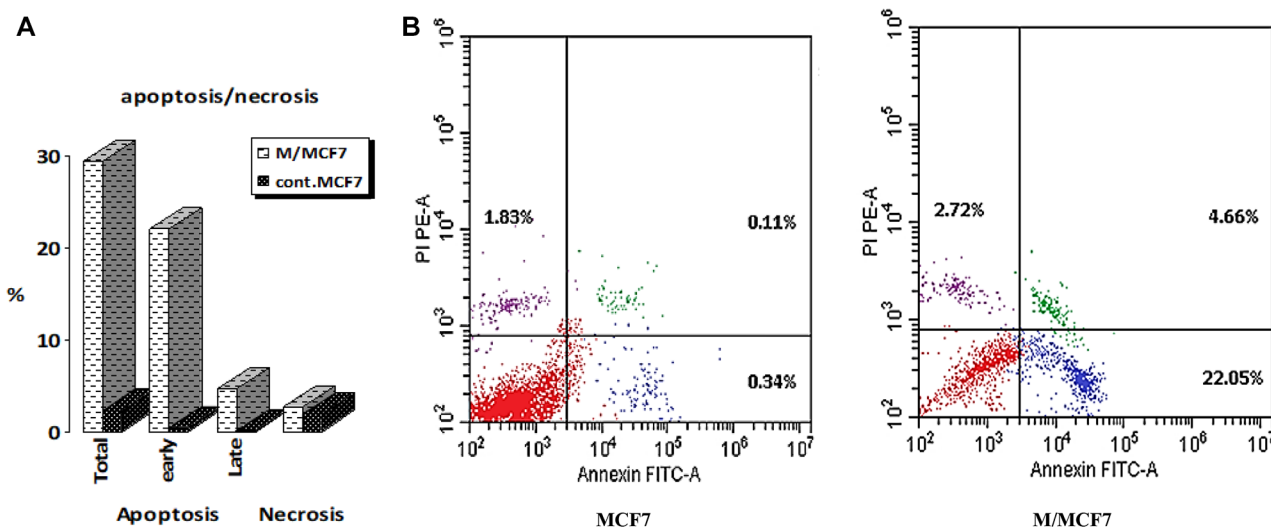 A
apoptosis/necrosis
M/MCF7
cont.MCF7
30
20
10
0
%
Total
early
Late
Apoptosis
Necrosis
B
10^6
10^5
10^4
10^3
10^2
PI PE-A
1.83%
0.11%
0.34%
10^2 10^3 10^4 10^5 10^6 10^7
Annexin FITC-A
MCF7
10^6
10^5
10^4
10^3
10^2
PI PE-A
2.72%
4.66%
22.05%
10^2 10^3 10^4 10^5 10^6 10^7
Annexin FITC-A
M/MCF7